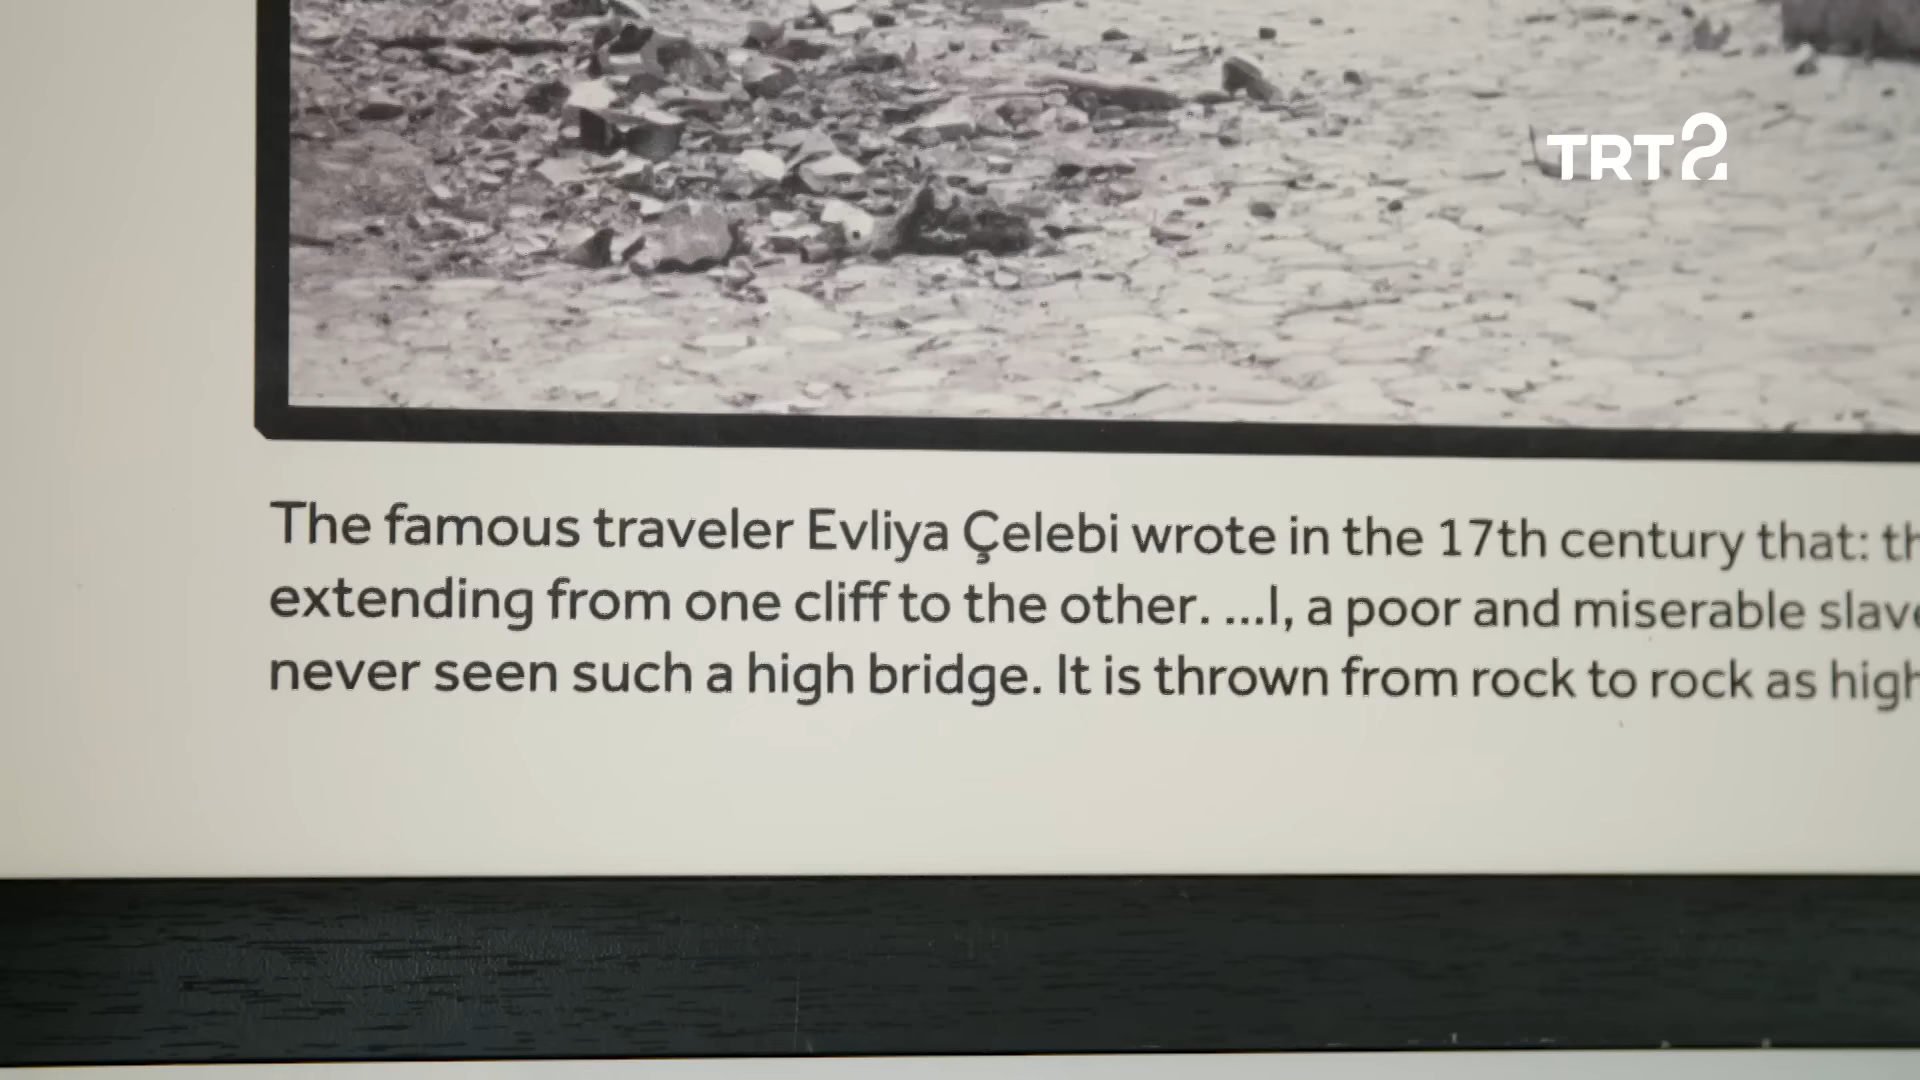 TRT2
The famous traveler Evliya Çelebi wrote in the 17th century that:
extending from one cliff to the other. ...I, a poor and miserable
never seen such a high bridge. It is thrown from rock to rock as